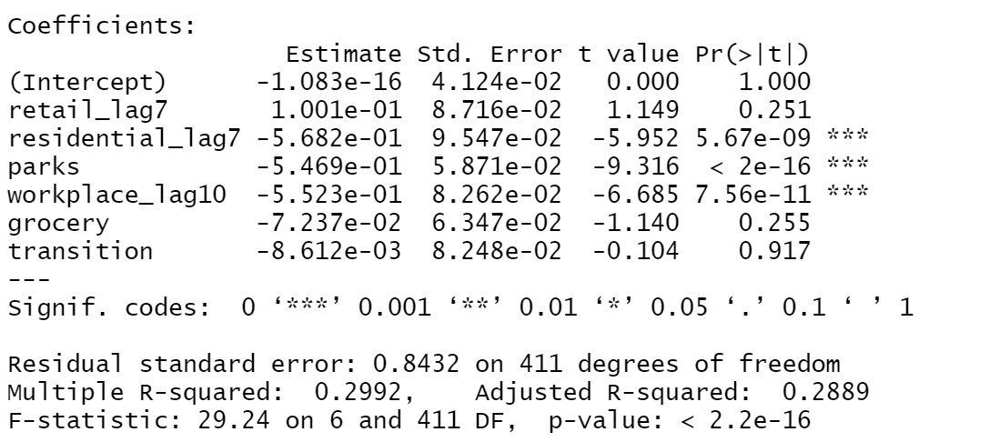 Coefficients:
                  Estimate Std. Error t value Pr(>|t|)
(Intercept)     -1.083e-16  4.124e-02   0.000    1.000
retail_lag7      1.001e-01  8.716e-02   1.149    0.251
residential_lag7 -5.682e-01  9.547e-02  -5.952 5.67e-09 ***
parks           -5.469e-01  5.871e-02  -9.316  < 2e-16 ***
workplace_lag10 -5.523e-01  8.262e-02  -6.685 7.56e-11 ***
grocery         -7.237e-02  6.347e-02  -1.140    0.255
transition      -8.612e-03  8.248e-02  -0.104    0.917
---
Signif. codes:  0 ‘***’ 0.001 ‘**’ 0.01 ‘*’ 0.05 ‘.’ 0.1 ‘ ’ 1
Residual standard error: 0.8432 on 411 degrees of freedom
Multiple R-squared:  0.2992,    Adjusted R-squared:  0.2889
F-statistic: 29.24 on 6 and 411 DF,  p-value: < 2.2e-16